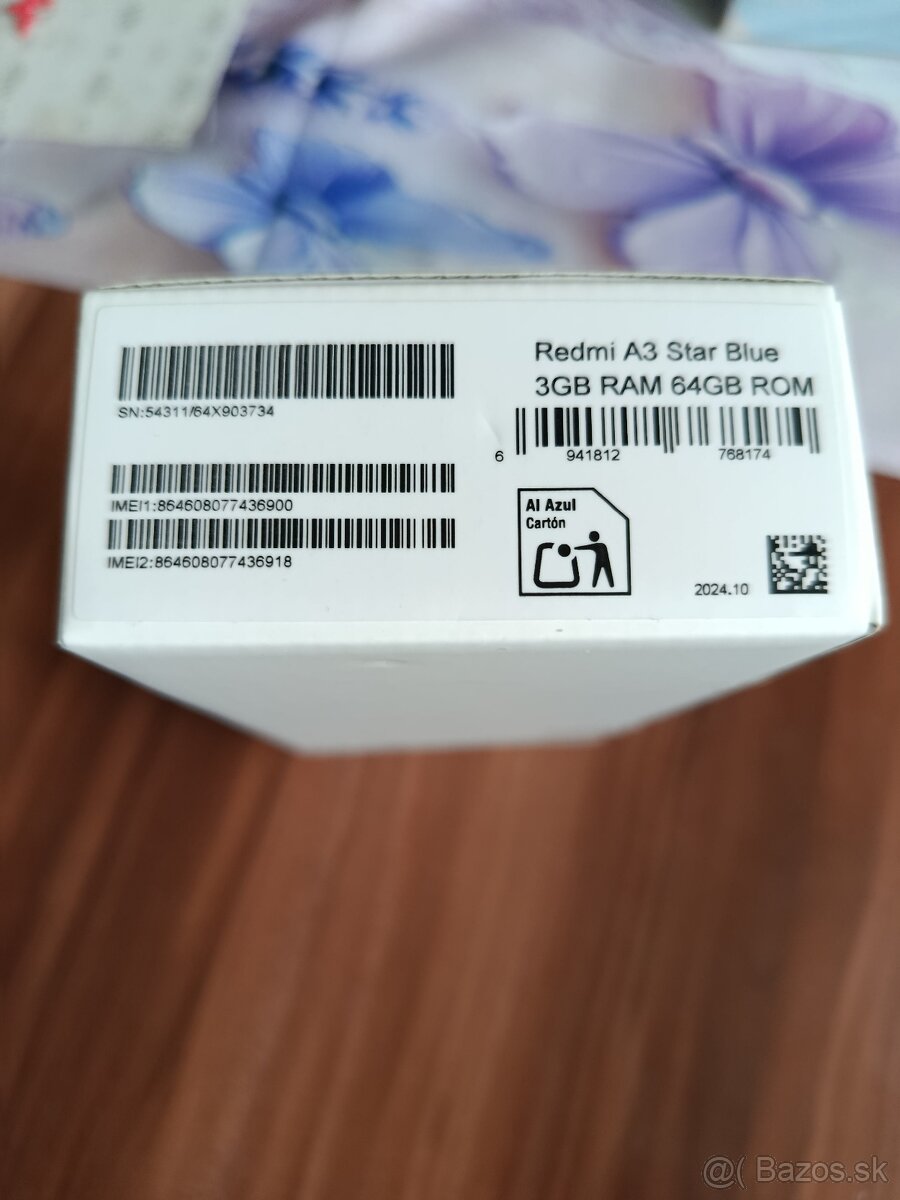 SN:54311/64X903734
IMEI1:864608077436900
IMEI2:864608077436918
Redmi A3 Star Blue
3GB RAM 64GB ROM
6 941812 768174
Al Azul
Cartón
2024.10
@( Bazos.sk